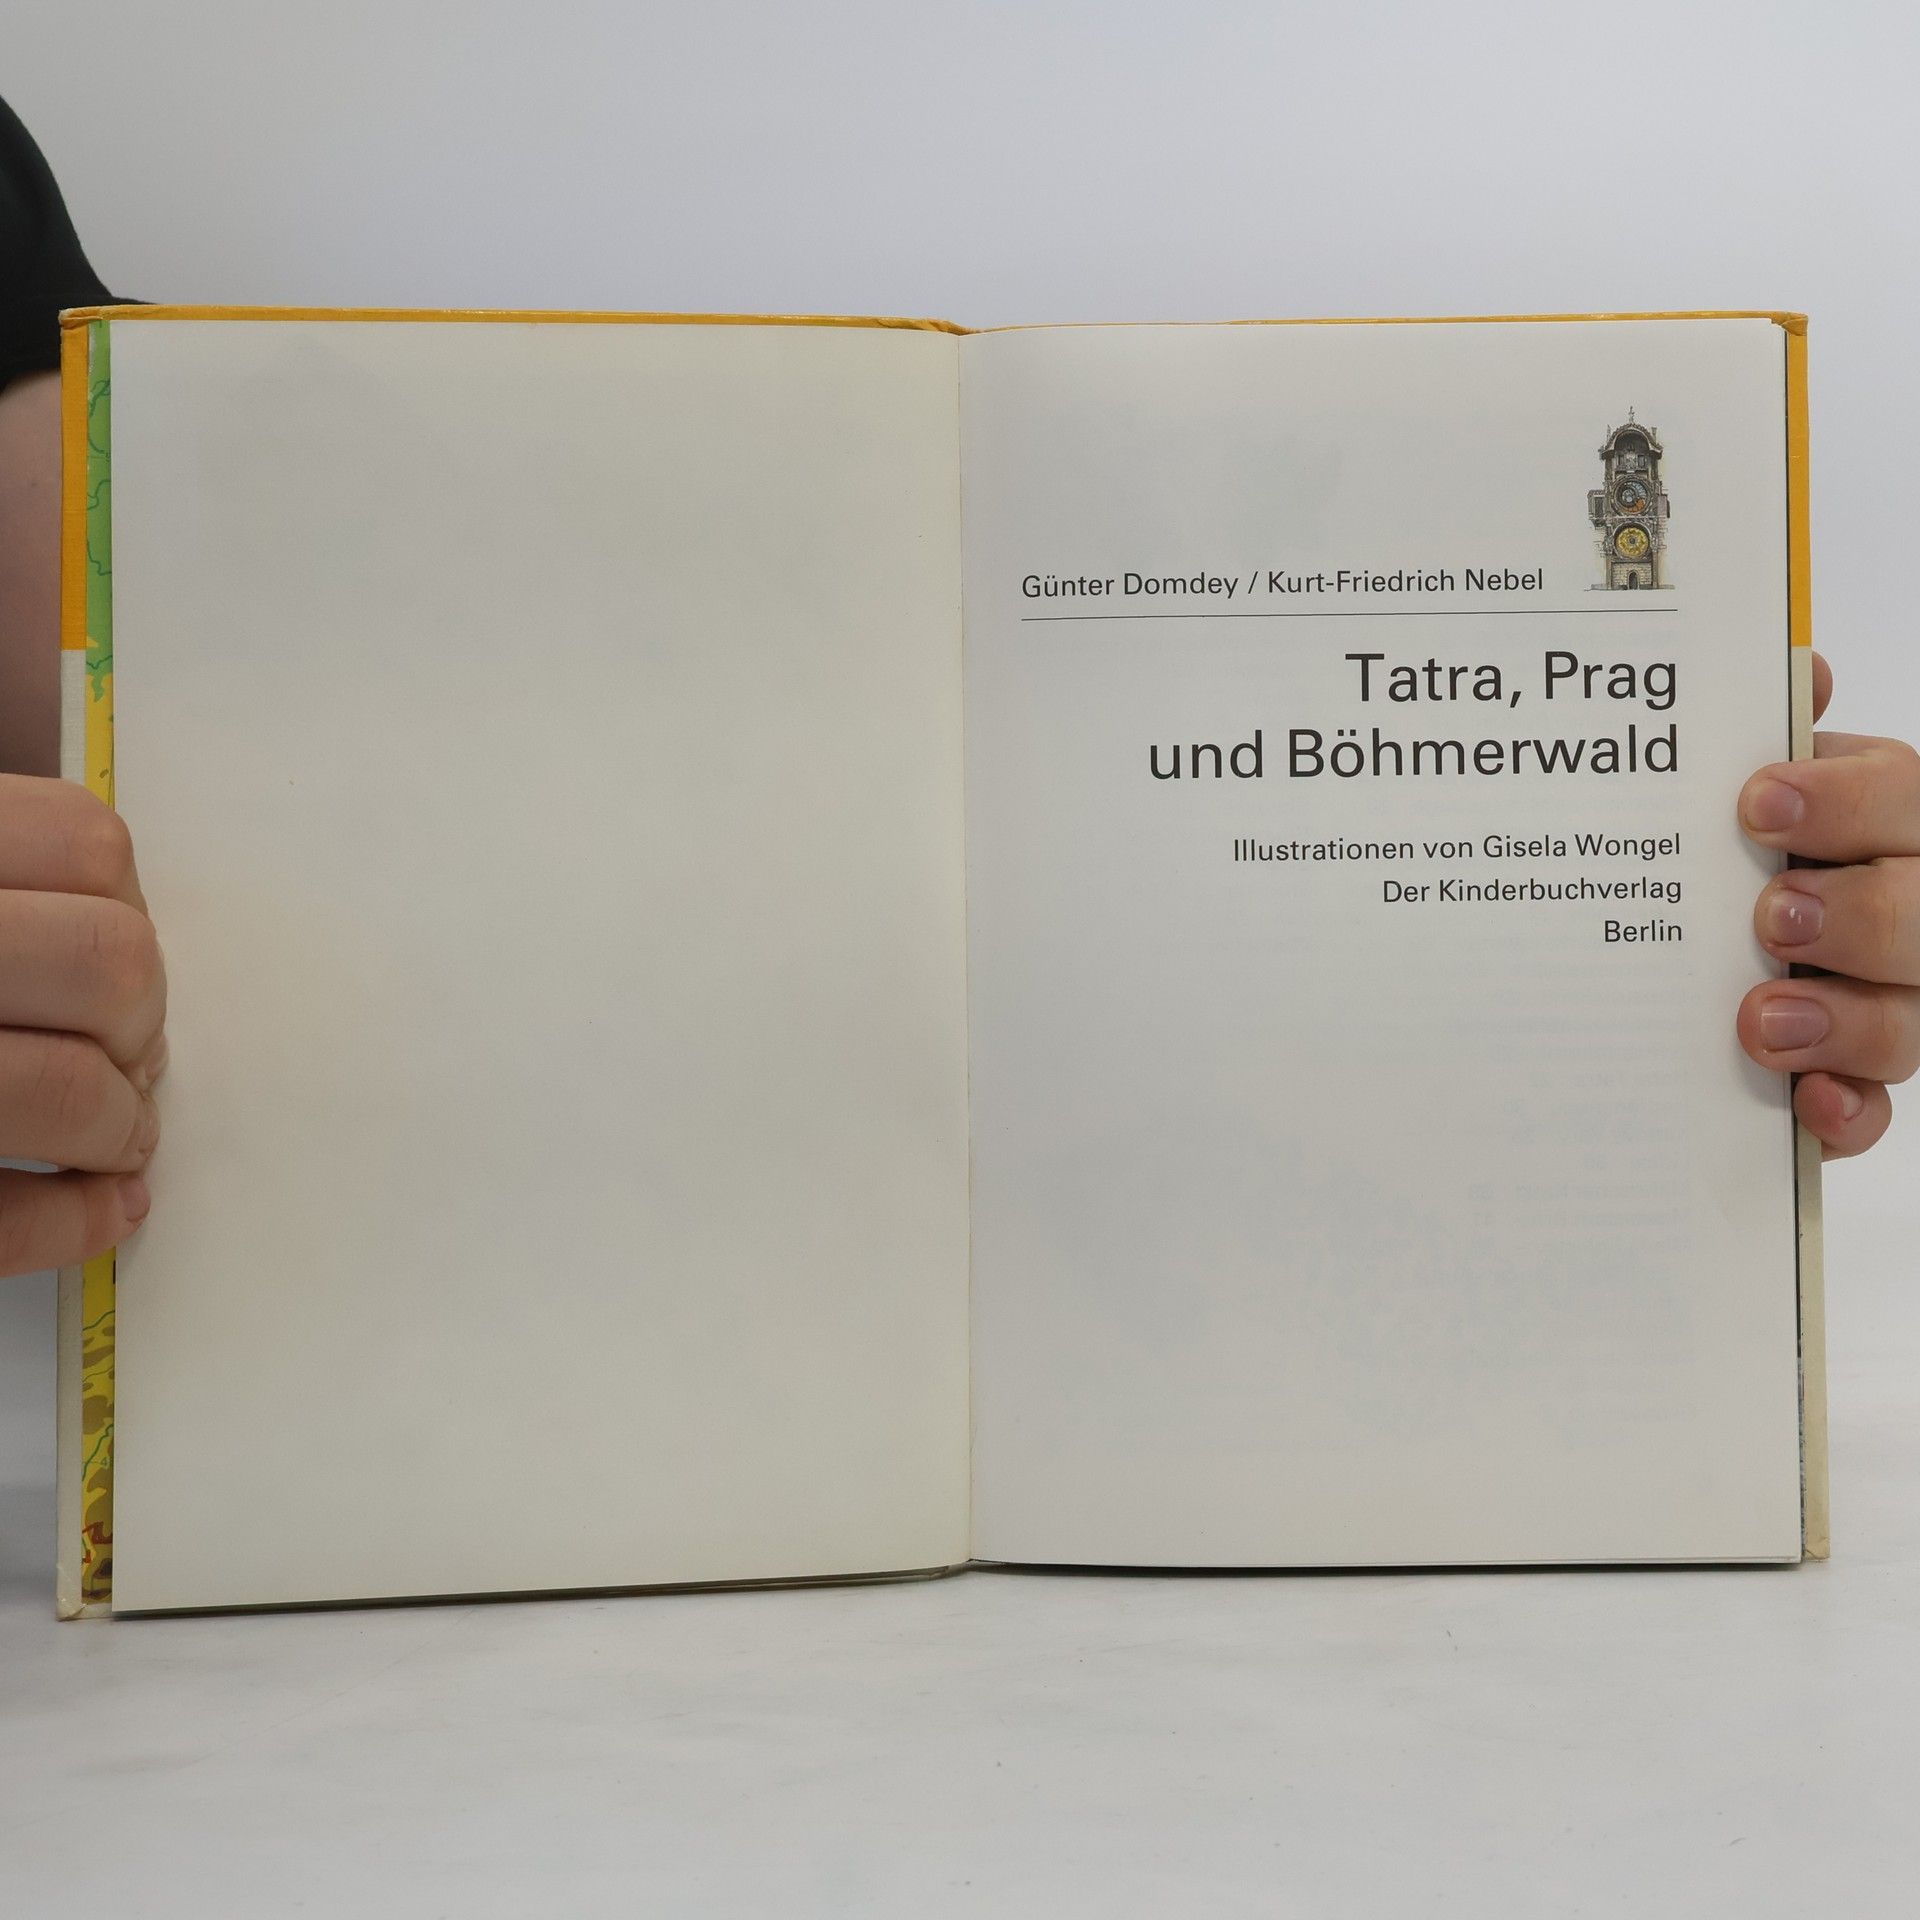 Günter Domdey / Kurt-Friedrich Nebel
Tatra, Prag
und Böhmerwald
Illustrationen von Gisela Wongel
Der Kinderbuchverlag
Berlin